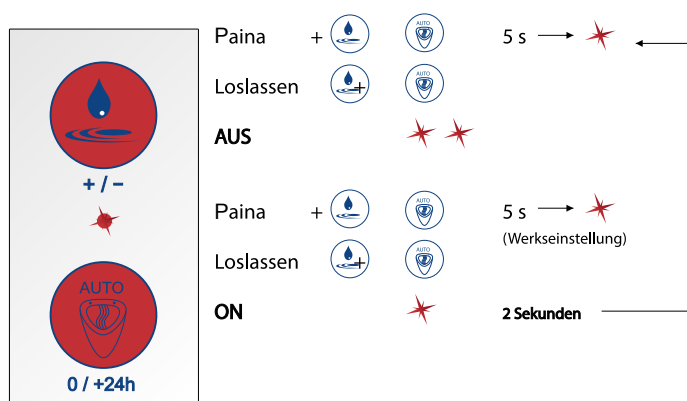 Paina + AUTO 5 s
Loslassen + AUTO
AUS
+ / −
Paina + AUTO 5 s
(Werkseinstellung)
Loslassen + AUTO
AUTO
ON 2 Sekunden
0 / +24h